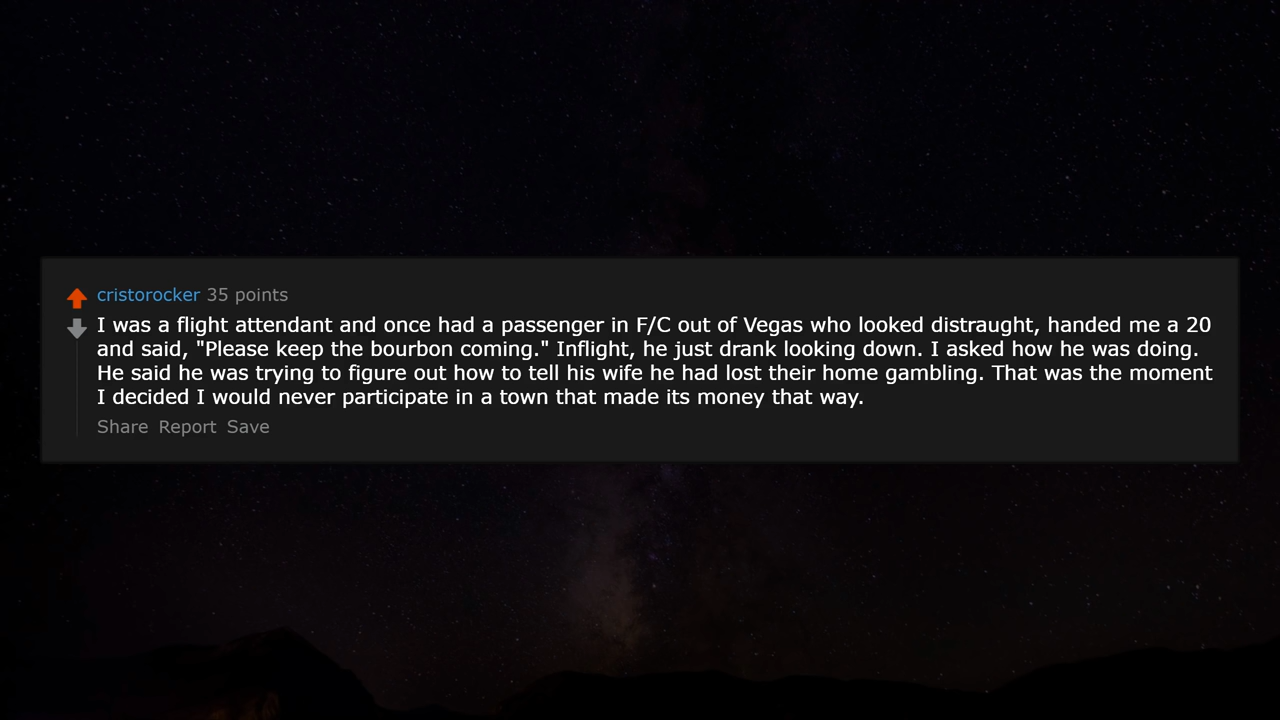 cristorocker 35 points
I was a flight attendant and once had a passenger in F/C out of Vegas who looked distraught, handed me a 20
and said, "Please keep the bourbon coming." Inflight, he just drank looking down. I asked how he was doing.
He said he was trying to figure out how to tell his wife he had lost their home gambling. That was the moment
I decided I would never participate in a town that made its money that way.
Share Report Save